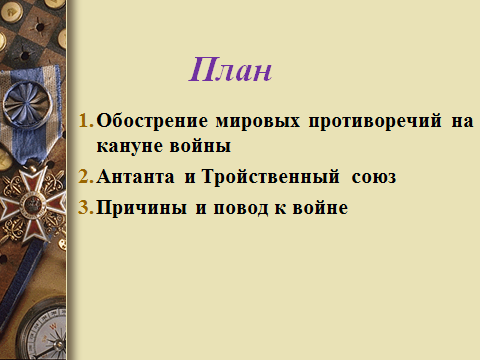 План
1. Обострение мировых противоречий на
кануне войны
2. Антанта и Тройственный союз
3. Причины и повод к войне